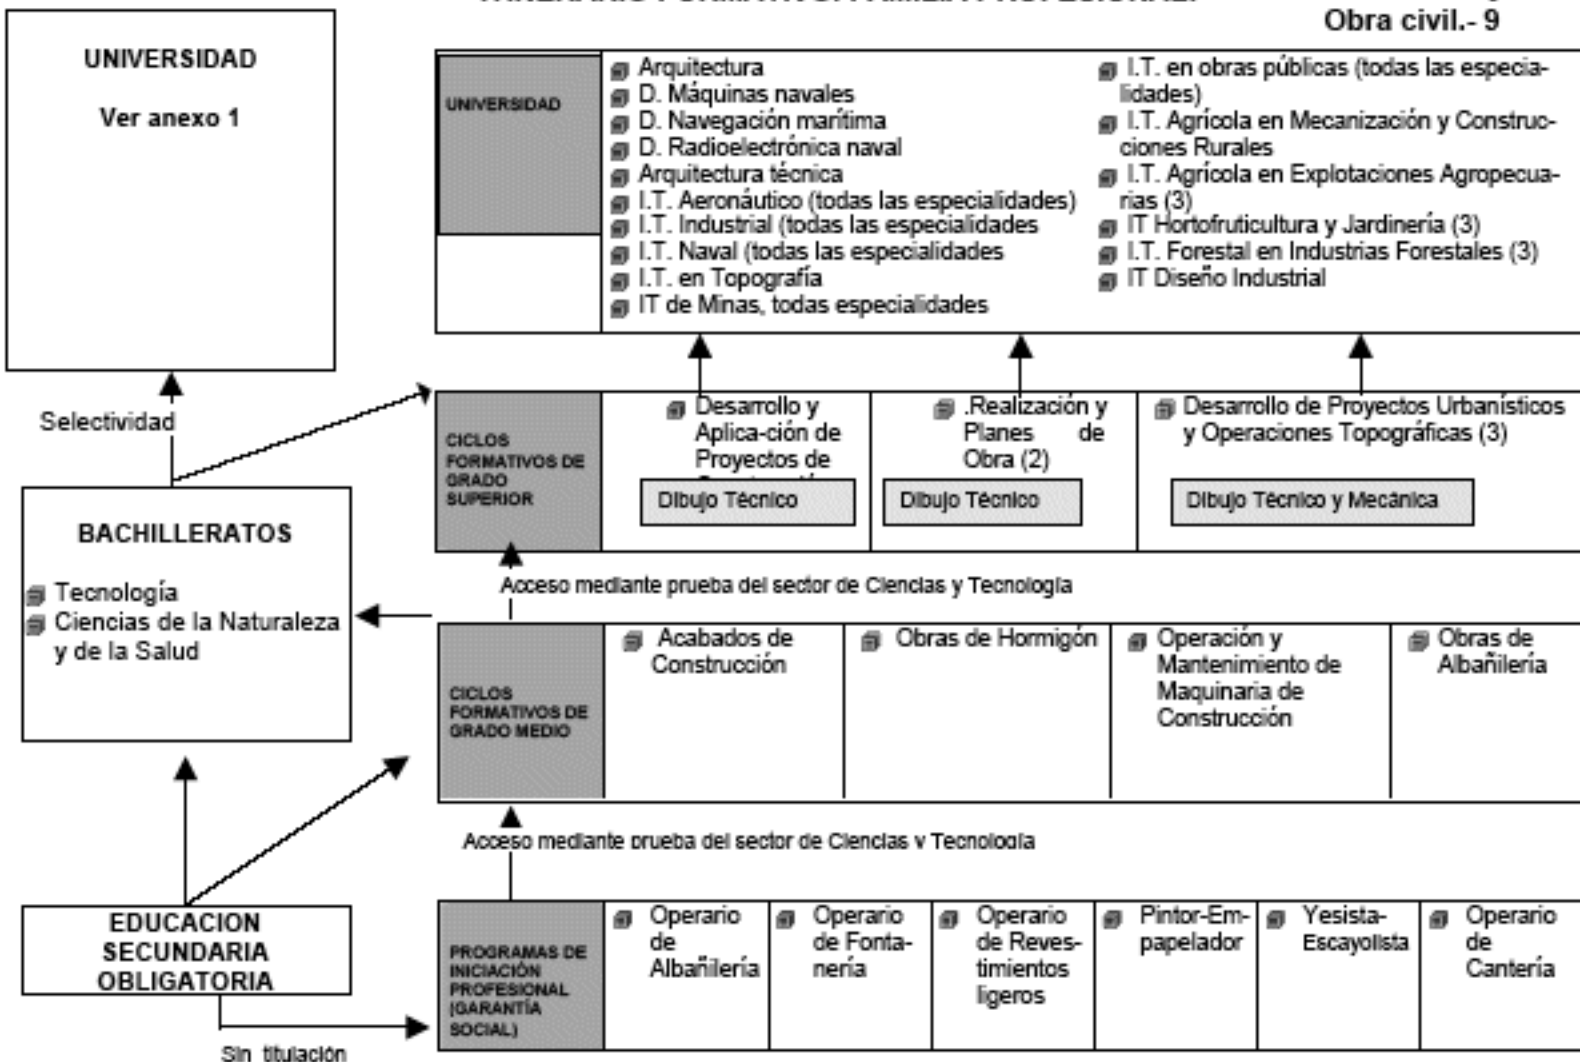 Obra civil.- 9
UNIVERSIDAD
Ver anexo 1
UNIVERSIDAD
Arquitectura
D. Máquinas navales
D. Navegación marítima
D. Radioelectrónica naval
Arquitectura técnica
I.T. Aeronáutico (todas las especialidades)
I.T. Industrial (todas las especialidades
I.T. Naval (todas las especialidades
I.T. en Topografía
IT de Minas, todas especialidades
I.T. en obras públicas (todas las especia-
lidades)
I.T. Agrícola en Mecanización y Construc-
ciones Rurales
I.T. Agrícola en Explotaciones Agropecua-
rias (3)
IT Hortofruticultura y Jardinería (3)
I.T. Forestal en Industrias Forestales (3)
IT Diseño Industrial
Selectividad
CICLOS
FORMATIVOS DE
GRADO
SUPERIOR
Desarrollo y
Aplica-ción de
Proyectos de
Dibujo Técnico
.Realización y
Planes de
Obra (2)
Dibujo Técnico
Desarrollo de Proyectos Urbanísticos
y Operaciones Topográficas (3)
Dibujo Técnico y Mecánica
BACHILLERATOS
Tecnología
Ciencias de la Naturaleza
y de la Salud
Acceso mediante prueba del sector de Ciencias y Tecnología
CICLOS
FORMATIVOS DE
GRADO MEDIO
Acabados de
Construcción
Obras de Hormigón
Operación y
Mantenimiento de
Maquinaria de
Construcción
Obras de
Albañilería
Acceso mediante prueba del sector de Ciencias y Tecnología
EDUCACION
SECUNDARIA
OBLIGATORIA
Sin titulación
PROGRAMAS DE
INICIACIÓN
PROFESIONAL
(GARANTÍA
SOCIAL)
Operario
de
Albañilería
Operario
de Fonta-
nería
Operario
de Reves-
timientos
ligeros
Pintor-Em-
papelador
Yesista-
Escayolista
Operario
de
Cantería